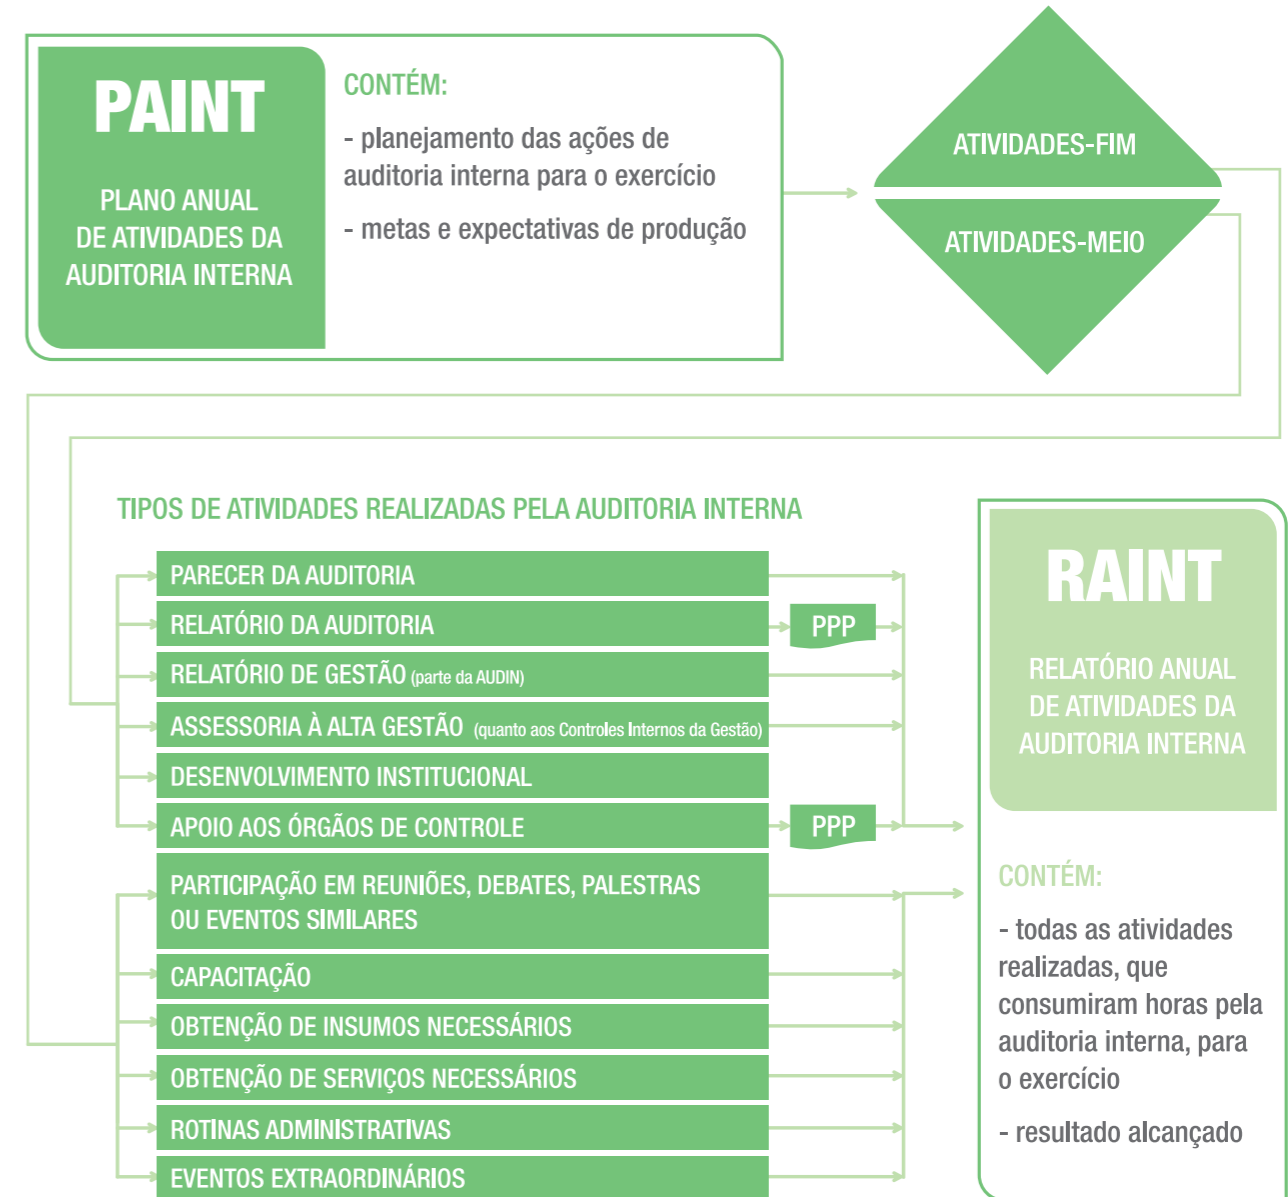 PAINT
PLANO ANUAL
DE ATIVIDADES DA
AUDITORIA INTERNA
CONTÉM:
- planejamento das ações de
auditoria interna para o exercício
- metas e expectativas de produção
ATIVIDADES-FIM
ATIVIDADES-MEIO
TIPOS DE ATIVIDADES REALIZADAS PELA AUDITORIA INTERNA
PARECER DA AUDITORIA
RELATÓRIO DA AUDITORIA
PPP
RELATÓRIO DE GESTÃO (parte da AUDIN)
ASSESSORIA À ALTA GESTÃO (quanto aos Controles Internos da Gestão)
DESENVOLVIMENTO INSTITUCIONAL
APOIO AOS ÓRGÃOS DE CONTROLE
PPP
PARTICIPAÇÃO EM REUNIÕES, DEBATES, PALESTRAS
OU EVENTOS SIMILARES
CAPACITAÇÃO
OBTENÇÃO DE INSUMOS NECESSÁRIOS
OBTENÇÃO DE SERVIÇOS NECESSÁRIOS
ROTINAS ADMINISTRATIVAS
EVENTOS EXTRAORDINÁRIOS
RAINT
RELATÓRIO ANUAL
DE ATIVIDADES DA
AUDITORIA INTERNA
CONTÉM:
- todas as atividades
realizadas, que
consumiram horas pela
auditoria interna, para
o exercício
- resultado alcançado